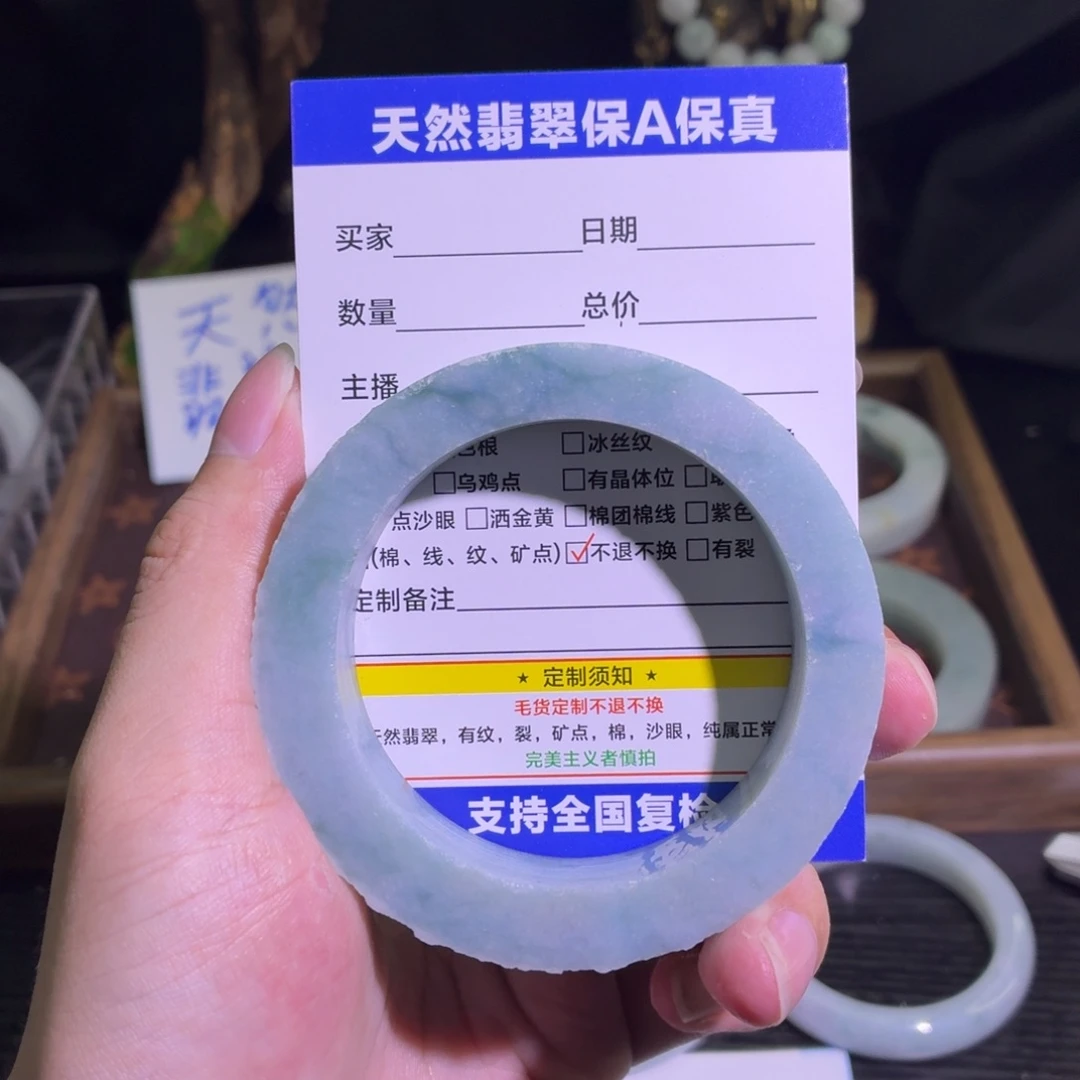 天然翡翠保A保真
买家 日期
数量 总价
主播
色根 □冰丝纹
□乌鸡点 □有晶体位 □
点沙眼 □洒金黄 □棉团棉线 □紫色
(棉、线、纹、矿点) ☑不退不换 □有裂
定制备注
★ 定制须知 ★
毛货定制不退不换
天然翡翠，有纹，裂，矿点，棉，沙眼，纯属正常
完美主义者慎拍
支持全国复检
天
翡